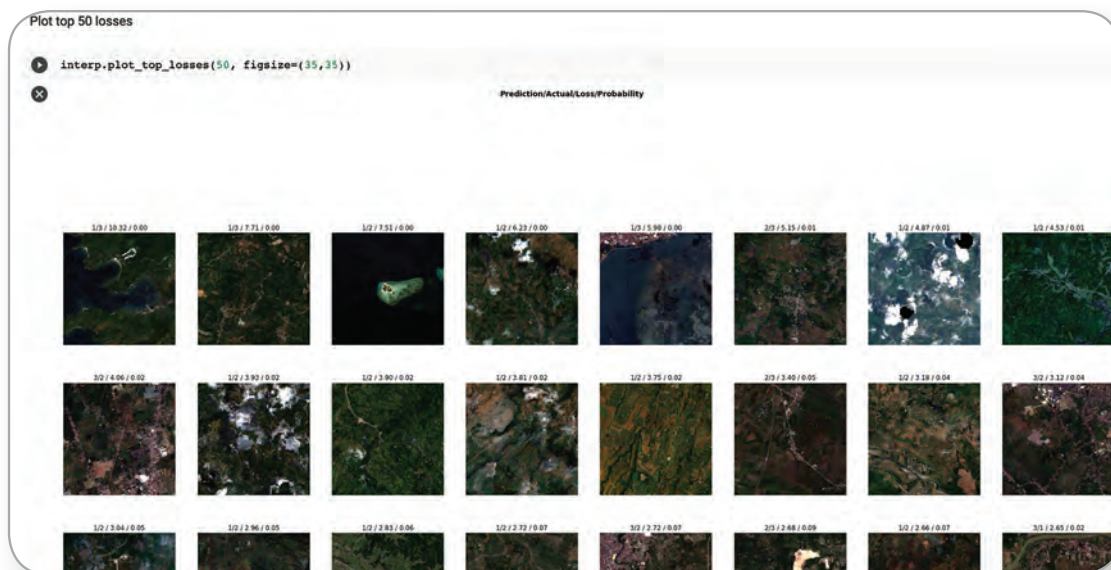 Plot top 50 losses
interp.plot_top_losses(50, figsize=(35,35))
Prediction/Actual/Loss/Probability
1/3 / 10.32 / 0.00
1/3 / 7.71 / 0.00
1/2 / 7.51 / 0.00
1/2 / 6.23 / 0.00
1/3 / 5.98 / 0.00
2/3 / 5.15 / 0.01
1/2 / 4.87 / 0.01
1/2 / 4.53 / 0.01
3/2 / 4.06 / 0.02
1/2 / 3.93 / 0.02
1/2 / 3.90 / 0.02
1/2 / 3.81 / 0.02
1/2 / 3.75 / 0.02
2/3 / 3.40 / 0.05
1/2 / 3.18 / 0.04
3/2 / 3.12 / 0.04
1/2 / 3.04 / 0.05
1/2 / 2.96 / 0.05
1/2 / 2.83 / 0.06
1/2 / 2.72 / 0.07
3/2 / 2.72 / 0.07
2/3 / 2.68 / 0.09
1/2 / 2.66 / 0.07
3/1 / 2.65 / 0.02